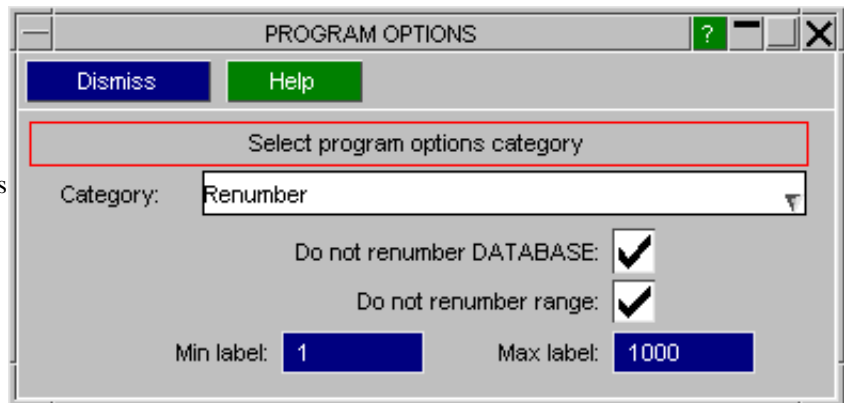 PROGRAM OPTIONS ?
Dismiss Help
Select program options category
s
Category: Renumber
Do not renumber DATABASE:
Do not renumber range:
Min label: 1 Max label: 1000